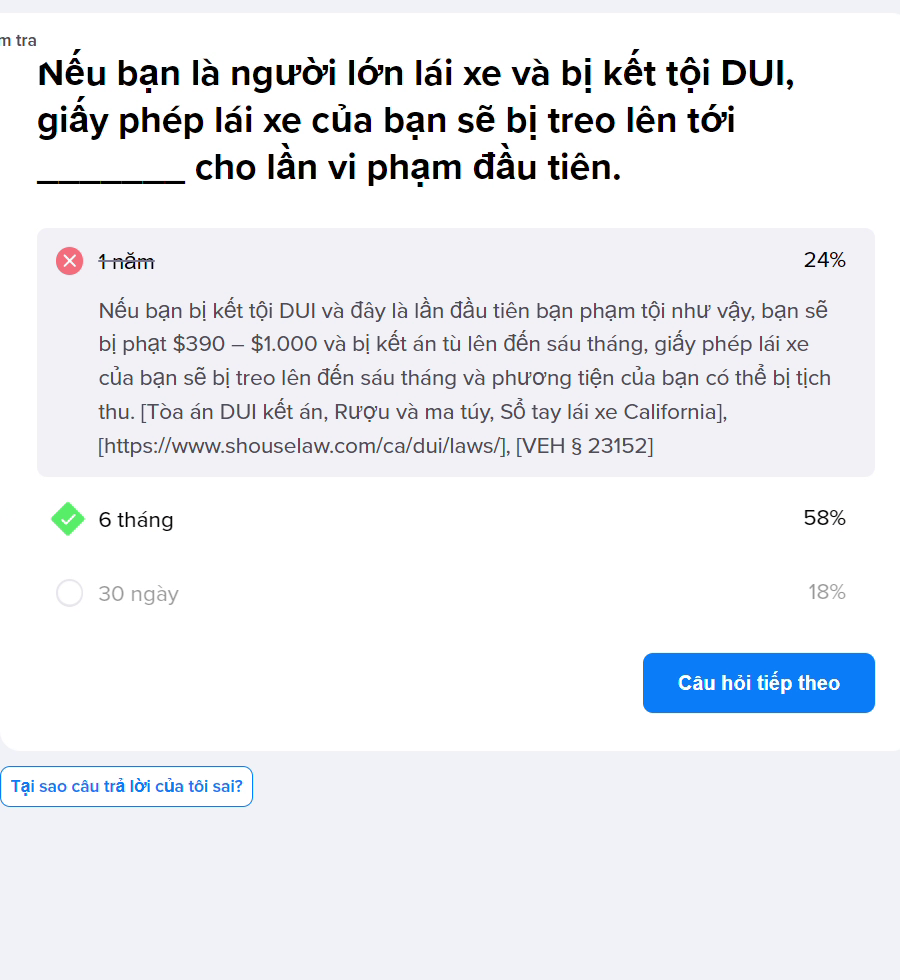 m tra
Nếu bạn là người lớn lái xe và bị kết tội DUI,
giấy phép lái xe của bạn sẽ bị treo lên tới
_______ cho lần vi phạm đầu tiên.
1 năm 24%
Nếu bạn bị kết tội DUI và đây là lần đầu tiên bạn phạm tội như vậy, bạn sẽ
bị phạt $390 – $1.000 và bị kết án tù lên đến sáu tháng, giấy phép lái xe
của bạn sẽ bị treo lên đến sáu tháng và phương tiện của bạn có thể bị tịch
thu. [Tòa án DUI kết án, Rượu và ma túy, Sổ tay lái xe California],
[https://www.shouselaw.com/ca/dui/laws/], [VEH § 23152]
6 tháng 58%
30 ngày 18%
Câu hỏi tiếp theo
Tại sao câu trả lời của tôi sai?